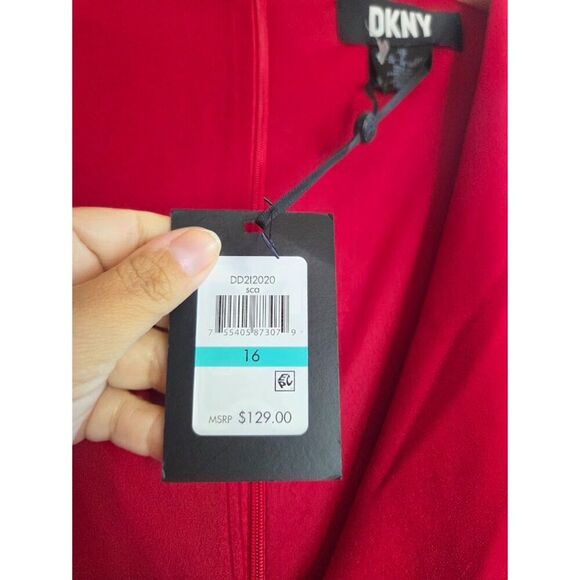 DKNY
DD2I2020
SCA
7 55405 87307 9
16
MSRP $129.00